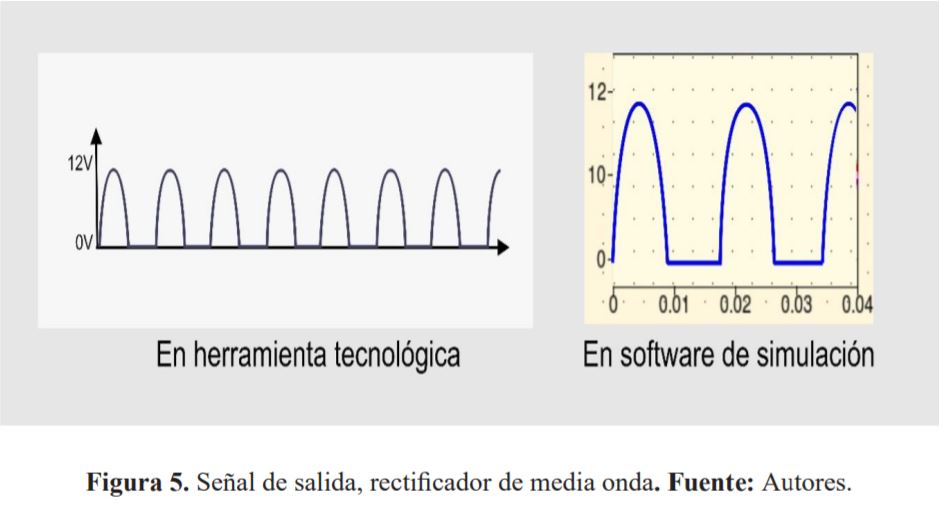 12V
0V
12
10
0
0 0.01 0.02 0.03 0.04
En herramienta tecnológica
En software de simulación
Figura 5. Señal de salida, rectificador de media onda. Fuente: Autores.